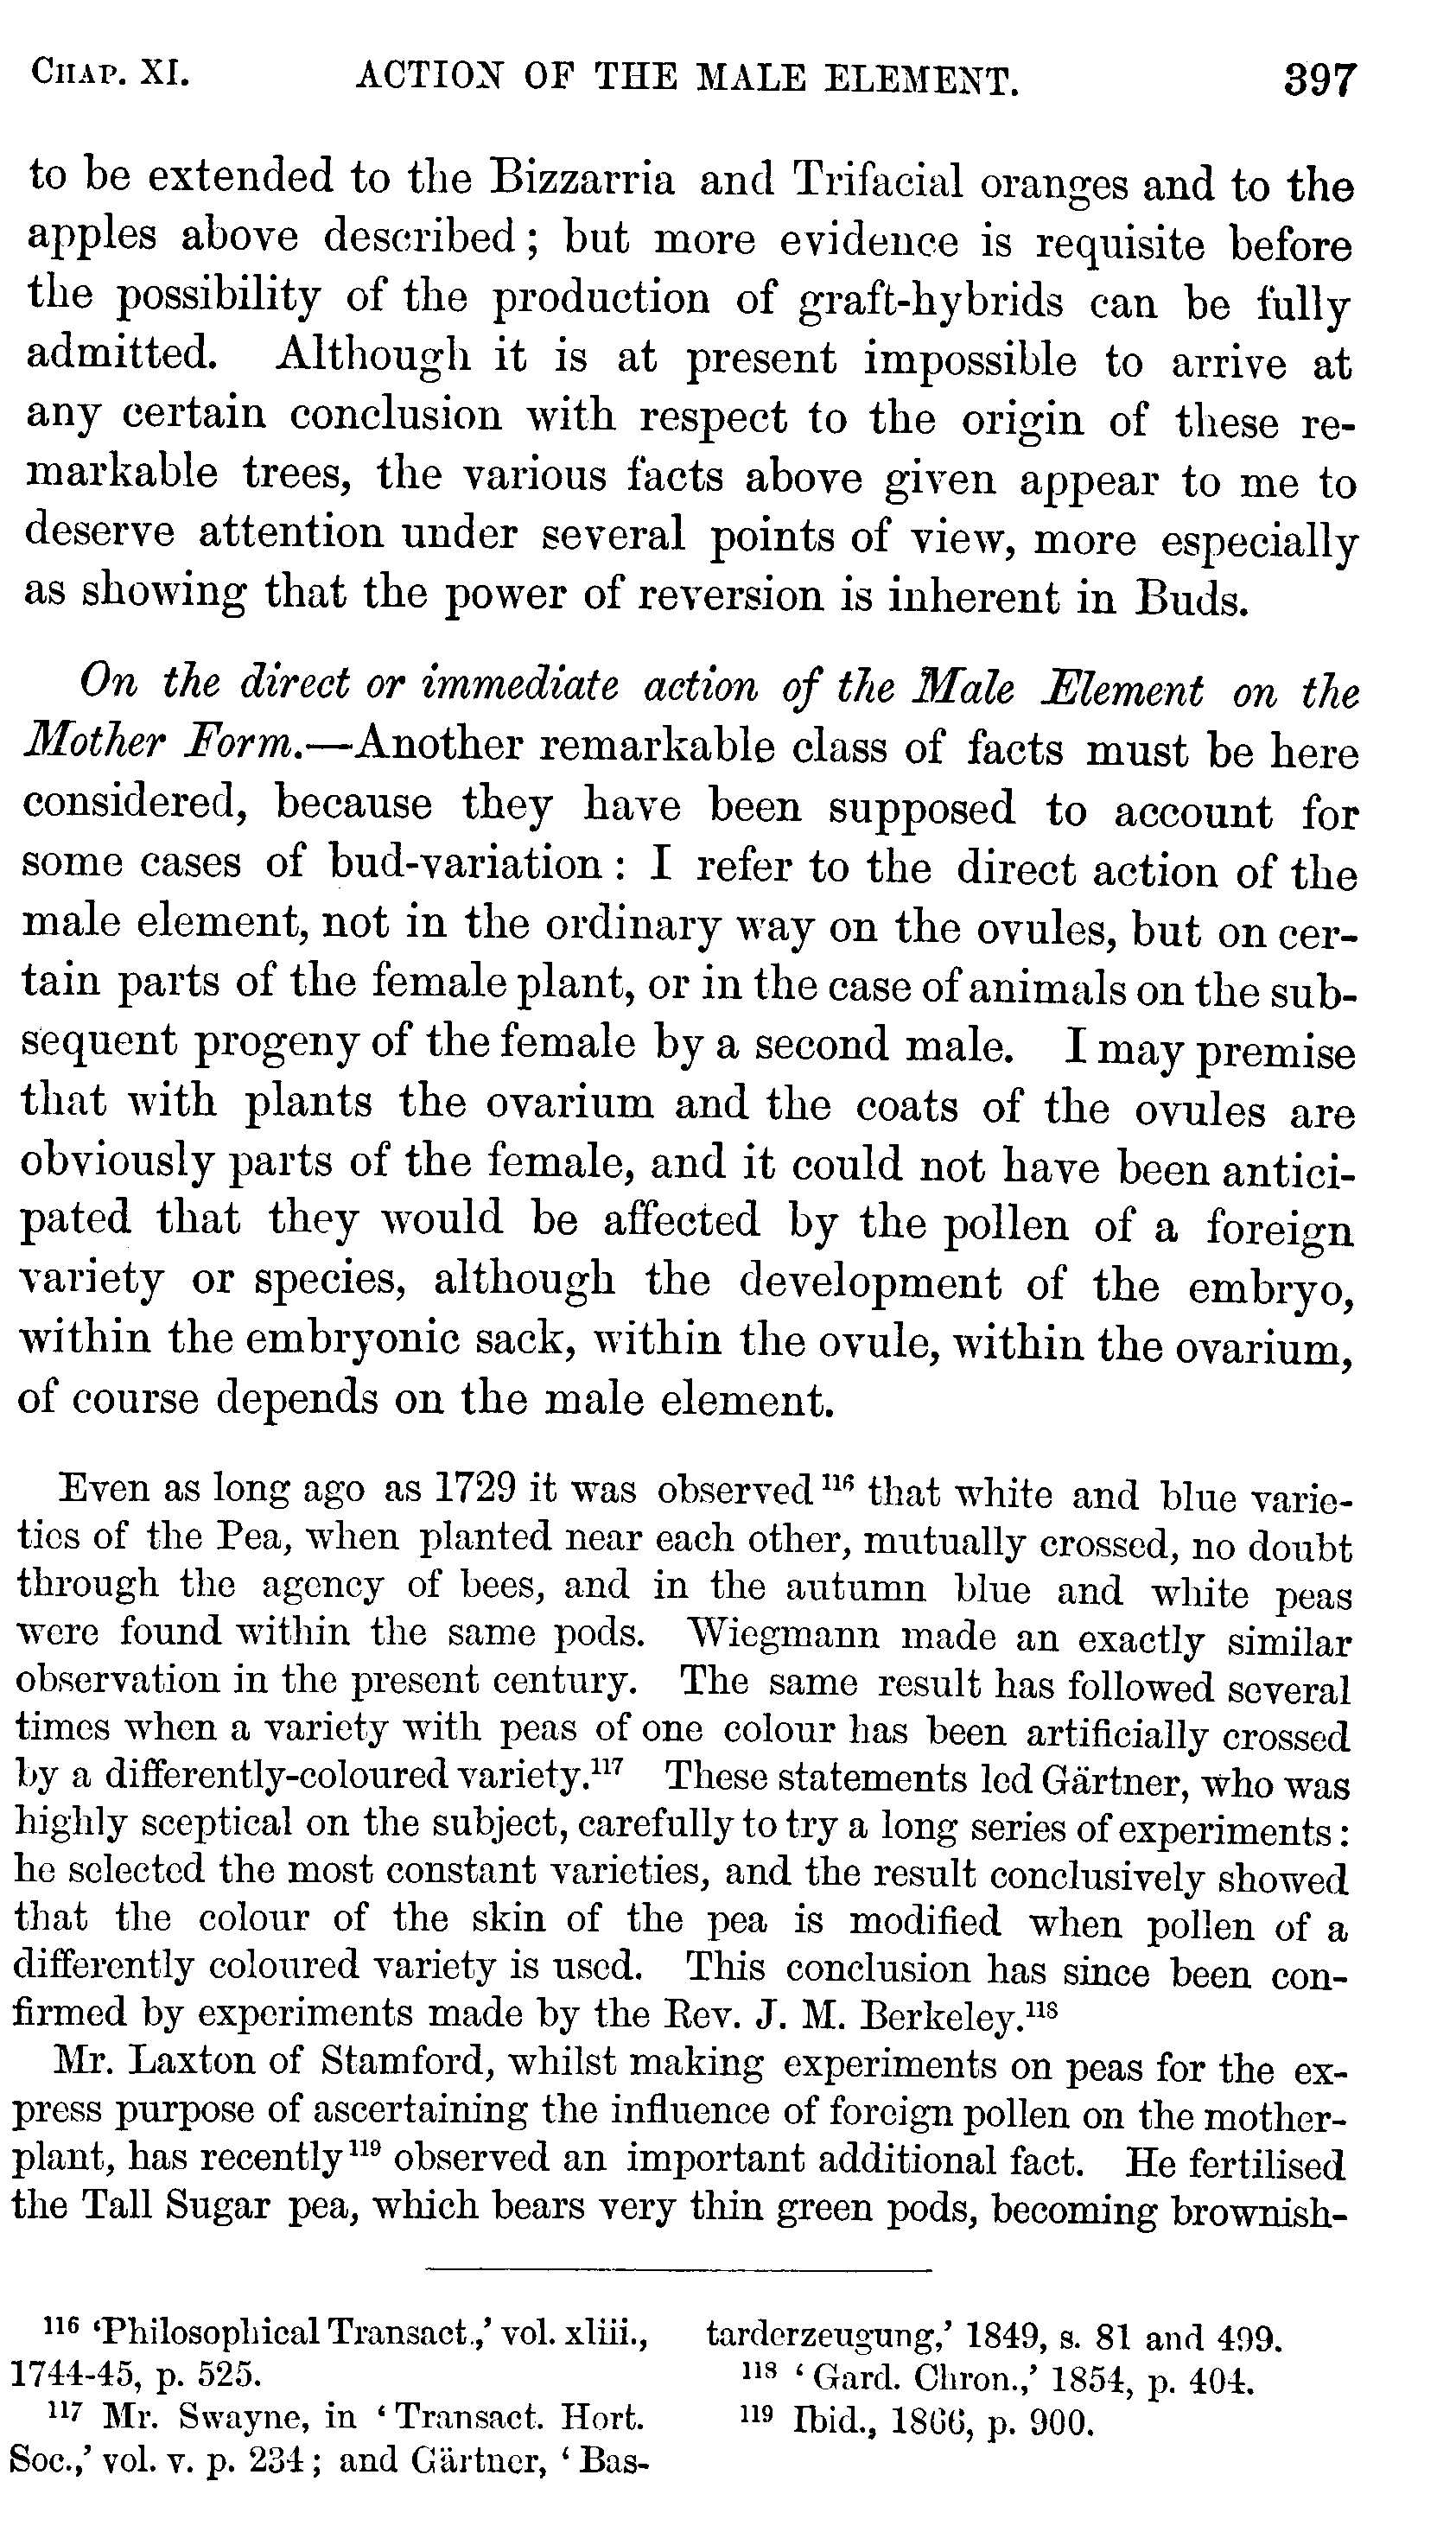 CHAP. XI. ACTION OF THE MALE ELEMENT. 397
to be extended to the Bizzarria and Trifacial oranges and to the
apples above described; but more evidence is requisite before
the possibility of the production of graft-hybrids can be fully
admitted. Although it is at present impossible to arrive at
any certain conclusion with respect to the origin of these re-
markable trees, the various facts above given appear to me to
deserve attention under several points of view, more especially
as showing that the power of reversion is inherent in Buds.
On the direct or immediate action of the Male Element on the
Mother Form.—Another remarkable class of facts must be here
considered, because they have been supposed to account for
some cases of bud-variation: I refer to the direct action of the
male element, not in the ordinary way on the ovules, but on cer-
tain parts of the female plant, or in the case of animals on the sub-
sequent progeny of the female by a second male. I may premise
that with plants the ovarium and the coats of the ovules are
obviously parts of the female, and it could not have been antici-
pated that they would be affected by the pollen of a foreign
variety or species, although the development of the embryo,
within the embryonic sack, within the ovule, within the ovarium,
of course depends on the male element.
Even as long ago as 1729 it was observed¹¹⁶ that white and blue varie-
ties of the Pea, when planted near each other, mutually crossed, no doubt
through the agency of bees, and in the autumn blue and white peas
were found within the same pods. Wiegmann made an exactly similar
observation in the present century. The same result has followed several
times when a variety with peas of one colour has been artificially crossed
by a differently-coloured variety.¹¹⁷ These statements led Gärtner, who was
highly sceptical on the subject, carefully to try a long series of experiments:
he selected the most constant varieties, and the result conclusively showed
that the colour of the skin of the pea is modified when pollen of a
differently coloured variety is used. This conclusion has since been con-
firmed by experiments made by the Rev. J. M. Berkeley.¹¹⁸
Mr. Laxton of Stamford, whilst making experiments on peas for the ex-
press purpose of ascertaining the influence of foreign pollen on the mother-
plant, has recently¹¹⁹ observed an important additional fact. He fertilised
the Tall Sugar pea, which bears very thin green pods, becoming brownish-
¹¹⁶ 'Philosophical Transact.,' vol. xliii.,
1744-45, p. 525.
¹¹⁷ Mr. Swayne, in 'Transact. Hort.
Soc.,' vol. v. p. 234; and Gärtner, 'Bas-
tarderzeugung,' 1849, s. 81 and 499.
¹¹⁸ 'Gard. Chron.,' 1854, p. 404.
¹¹⁹ Ibid., 1866, p. 900.